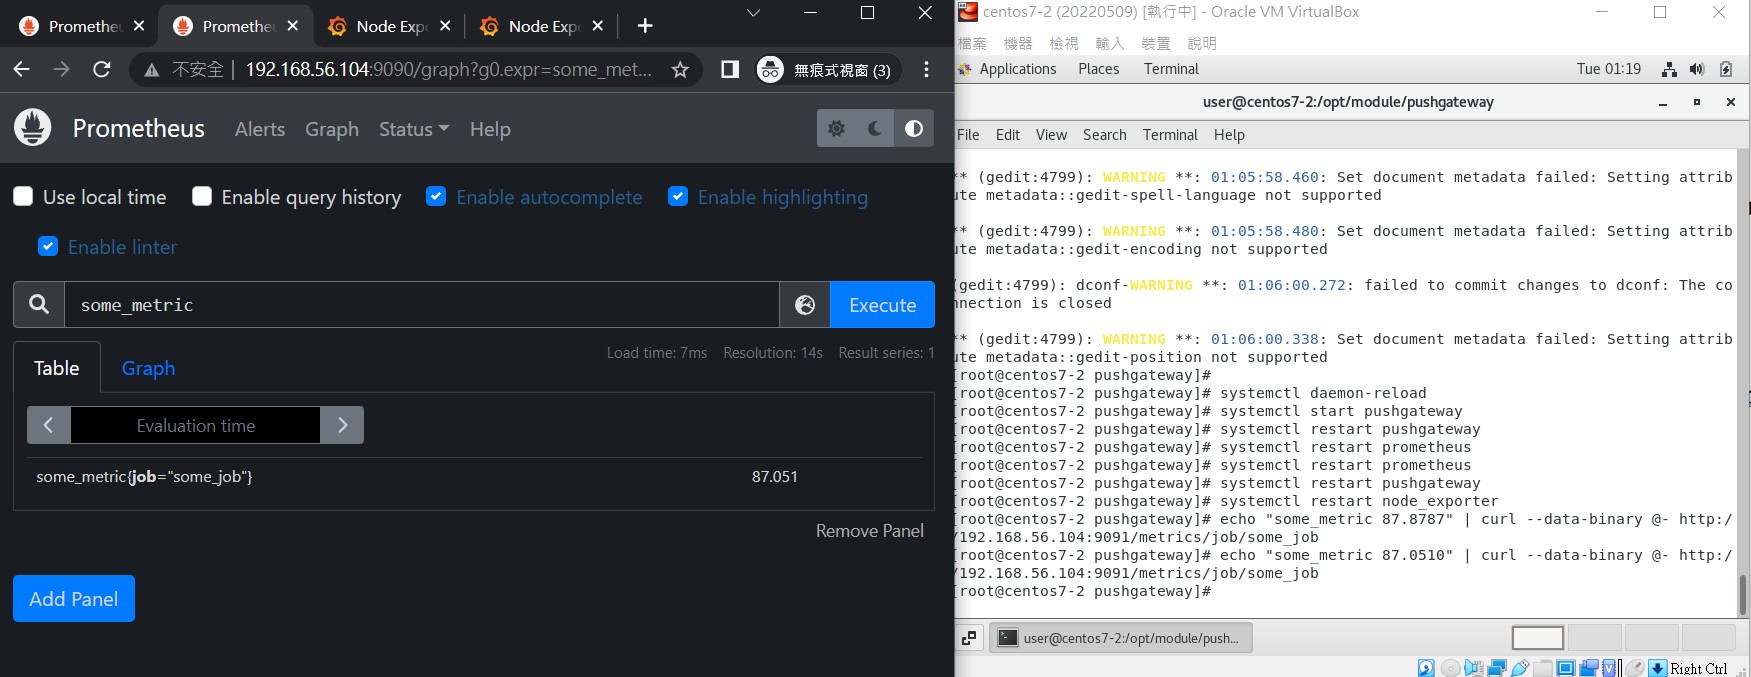 Promethe
Promethe
Node Exp
Node Exp
不安全
192.168.56.104:9090/graph?g0.expr=some_met...
無痕式視窗 (3)
Prometheus
Alerts
Graph
Status
Help
Use local time
Enable query history
Enable autocomplete
Enable highlighting
Enable linter
some_metric
Execute
Table
Graph
Load time: 7ms
Resolution: 14s
Result series: 1
Evaluation time
some_metric{job="some_job"}
87.051
Remove Panel
Add Panel
centos7-2 (20220509) [執行中] - Oracle VM VirtualBox
檔案 機器 檢視 輸入 裝置 說明
Applications Places Terminal
Tue 01:19
user@centos7-2:/opt/module/pushgateway
File Edit View Search Terminal Help
** (gedit:4799): WARNING **: 01:05:58.460: Set document metadata failed: Setting attrib
ute metadata::gedit-spell-language not supported
** (gedit:4799): WARNING **: 01:05:58.480: Set document metadata failed: Setting attrib
ute metadata::gedit-encoding not supported
(gedit:4799): dconf-WARNING **: 01:06:00.272: failed to commit changes to dconf: The co
nnection is closed
** (gedit:4799): WARNING **: 01:06:00.338: Set document metadata failed: Setting attrib
ute metadata::gedit-position not supported
[root@centos7-2 pushgateway]#
[root@centos7-2 pushgateway]# systemctl daemon-reload
[root@centos7-2 pushgateway]# systemctl start pushgateway
[root@centos7-2 pushgateway]# systemctl restart pushgateway
[root@centos7-2 pushgateway]# systemctl restart prometheus
[root@centos7-2 pushgateway]# systemctl restart prometheus
[root@centos7-2 pushgateway]# systemctl restart pushgateway
[root@centos7-2 pushgateway]# systemctl restart node_exporter
[root@centos7-2 pushgateway]# echo "some_metric 87.8787" | curl --data-binary @- http:/
/192.168.56.104:9091/metrics/job/some_job
[root@centos7-2 pushgateway]# echo "some_metric 87.0510" | curl --data-binary @- http:/
/192.168.56.104:9091/metrics/job/some_job
[root@centos7-2 pushgateway]#
user@centos7-2:/opt/module/push...
Right Ctrl